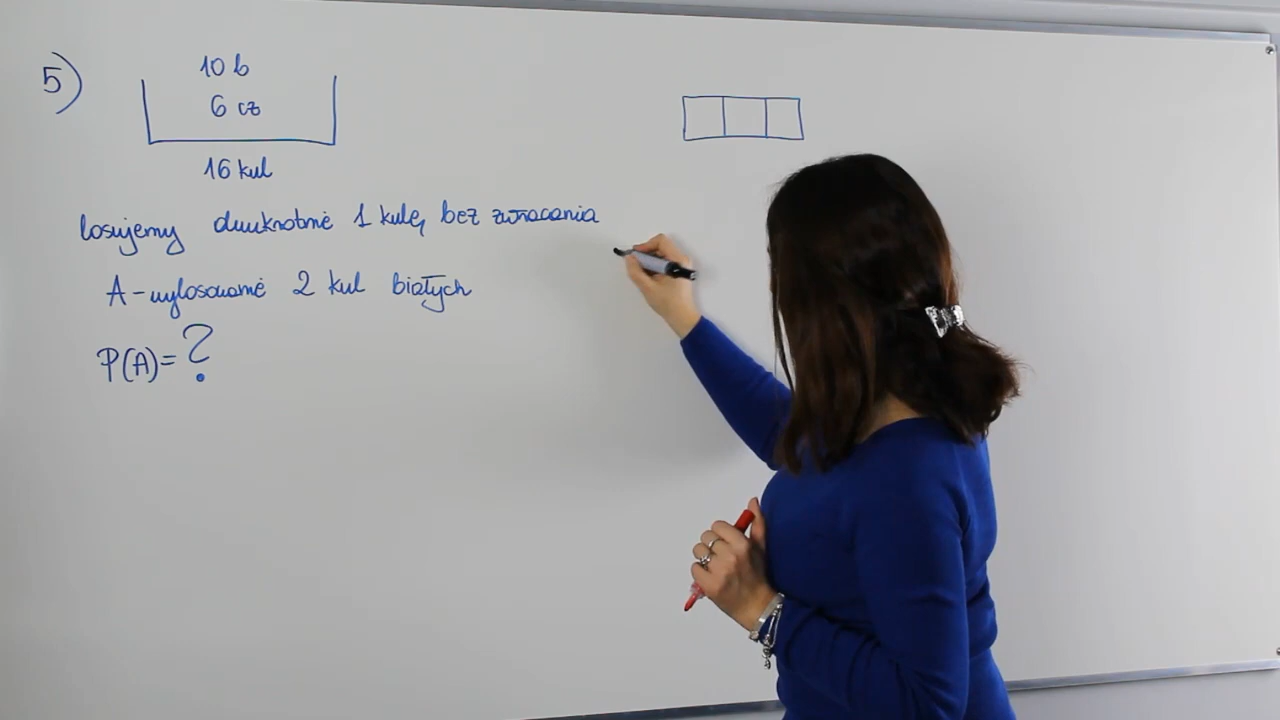 5)
10 b
6 cz
16 kul
losujemy dwukrotnie 1 kulę, bez zwracania
A - wylosowanie 2 kul białych
P(A) = ?